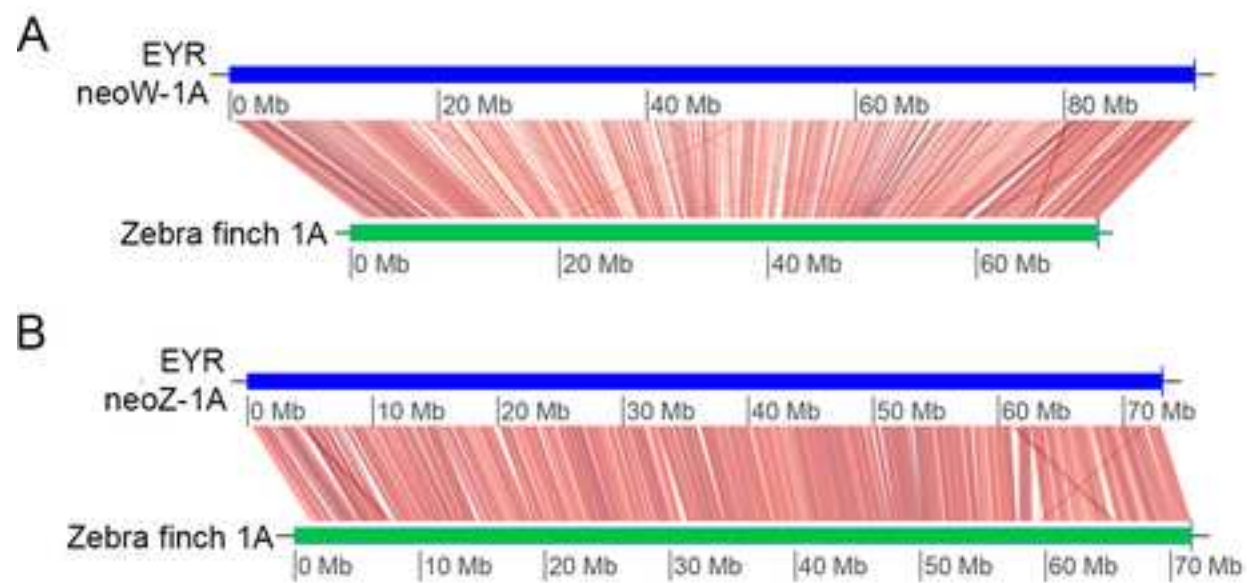 A
EYR
neoW-1A
0 Mb 20 Mb 40 Mb 60 Mb 80 Mb
Zebra finch 1A
0 Mb 20 Mb 40 Mb 60 Mb
B
EYR
neoZ-1A
0 Mb 10 Mb 20 Mb 30 Mb 40 Mb 50 Mb 60 Mb 70 Mb
Zebra finch 1A
0 Mb 10 Mb 20 Mb 30 Mb 40 Mb 50 Mb 60 Mb 70 Mb